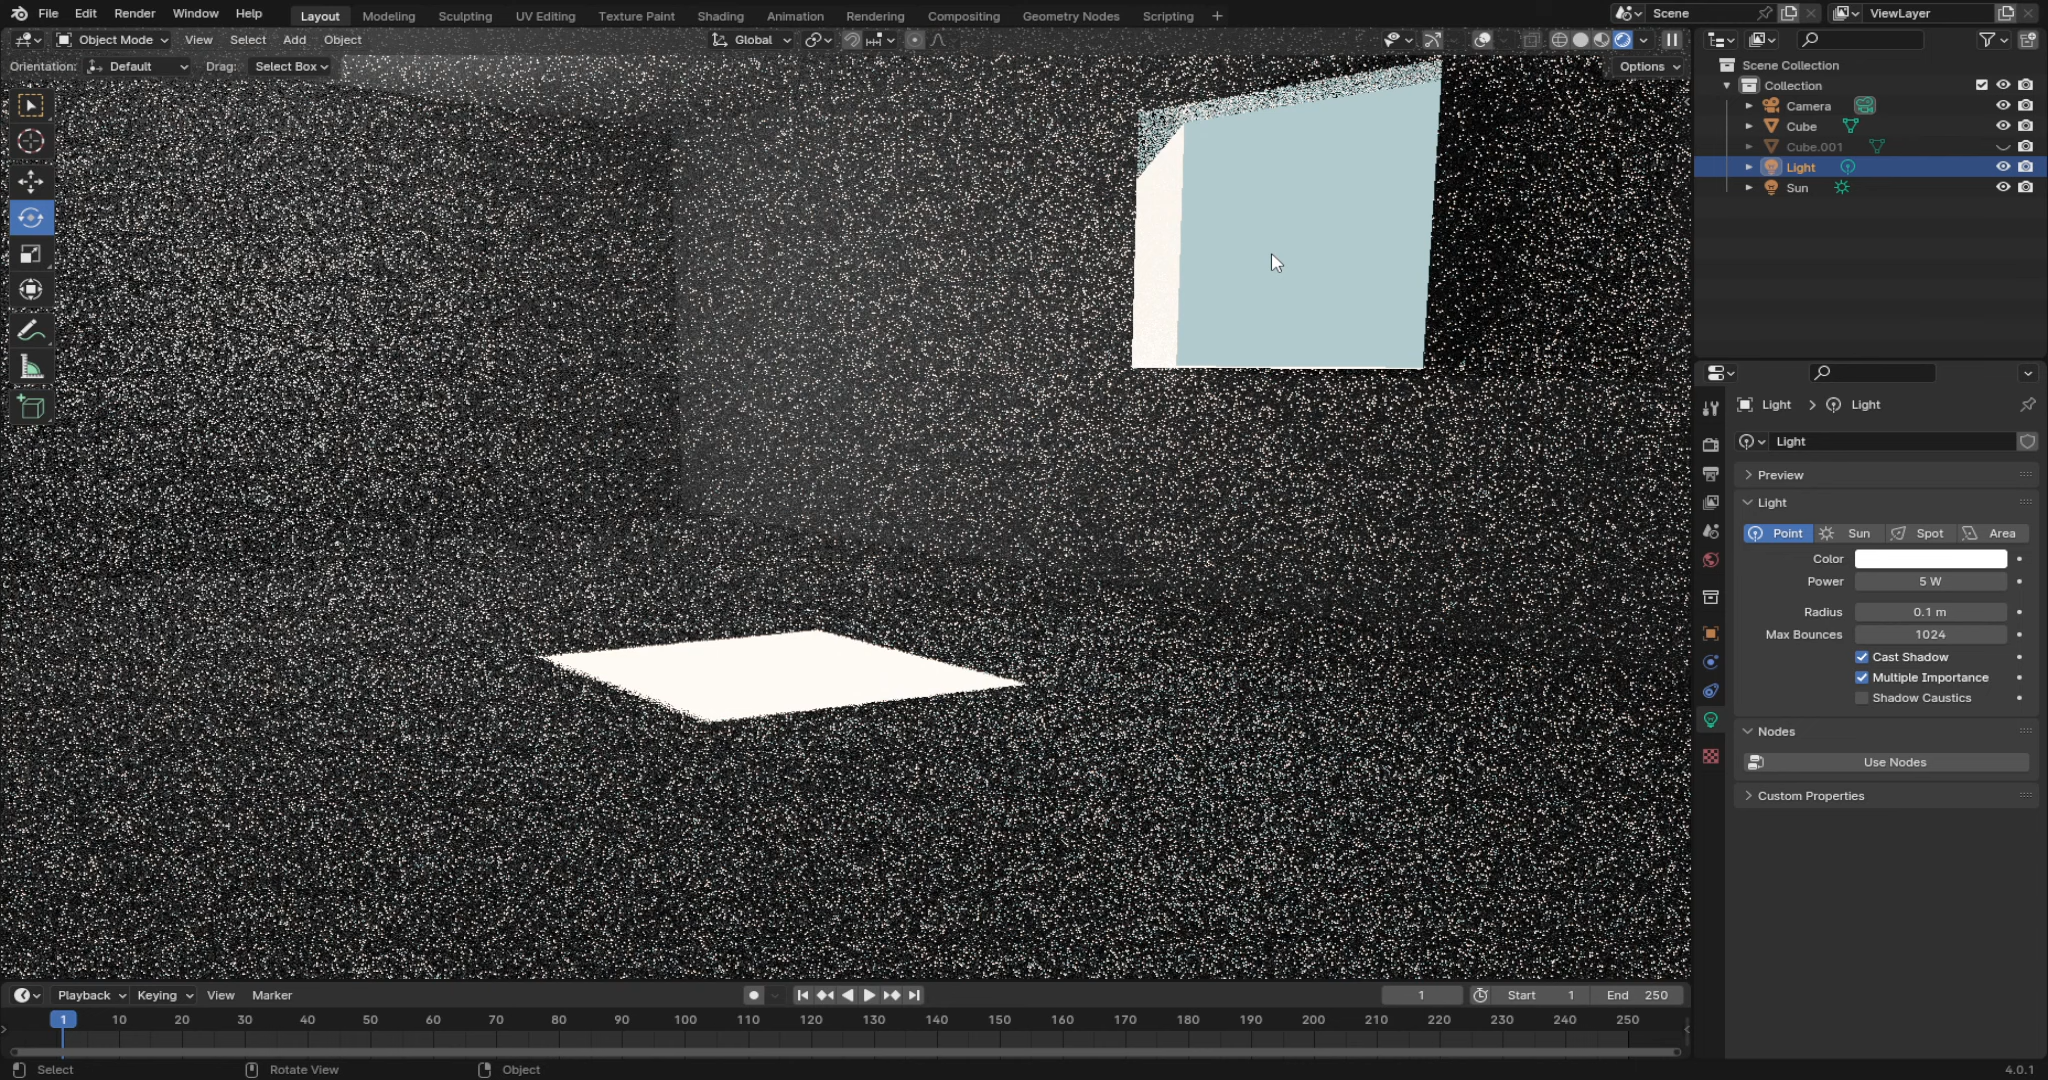 File Edit Render Window Help Layout Modeling Sculpting UV Editing Texture Paint Shading Animation Rendering Compositing Geometry Nodes Scripting + Scene ViewLayer
Object Mode View Select Add Object Global
Orientation: Default Drag: Select Box Options
Scene Collection
Collection
Camera
Cube
Cube.001
Light
Sun
Light > Light
Light
Preview
Light
Point Sun Spot Area
Color
Power 5 W
Radius 0.1 m
Max Bounces 1024
Cast Shadow
Multiple Importance
Shadow Caustics
Nodes
Use Nodes
Custom Properties
Playback Keying View Marker 1 Start 1 End 250
1 10 20 30 40 50 60 70 80 90 100 110 120 130 140 150 160 170 180 190 200 210 220 230 240 250
Select Rotate View Object 4.0.1